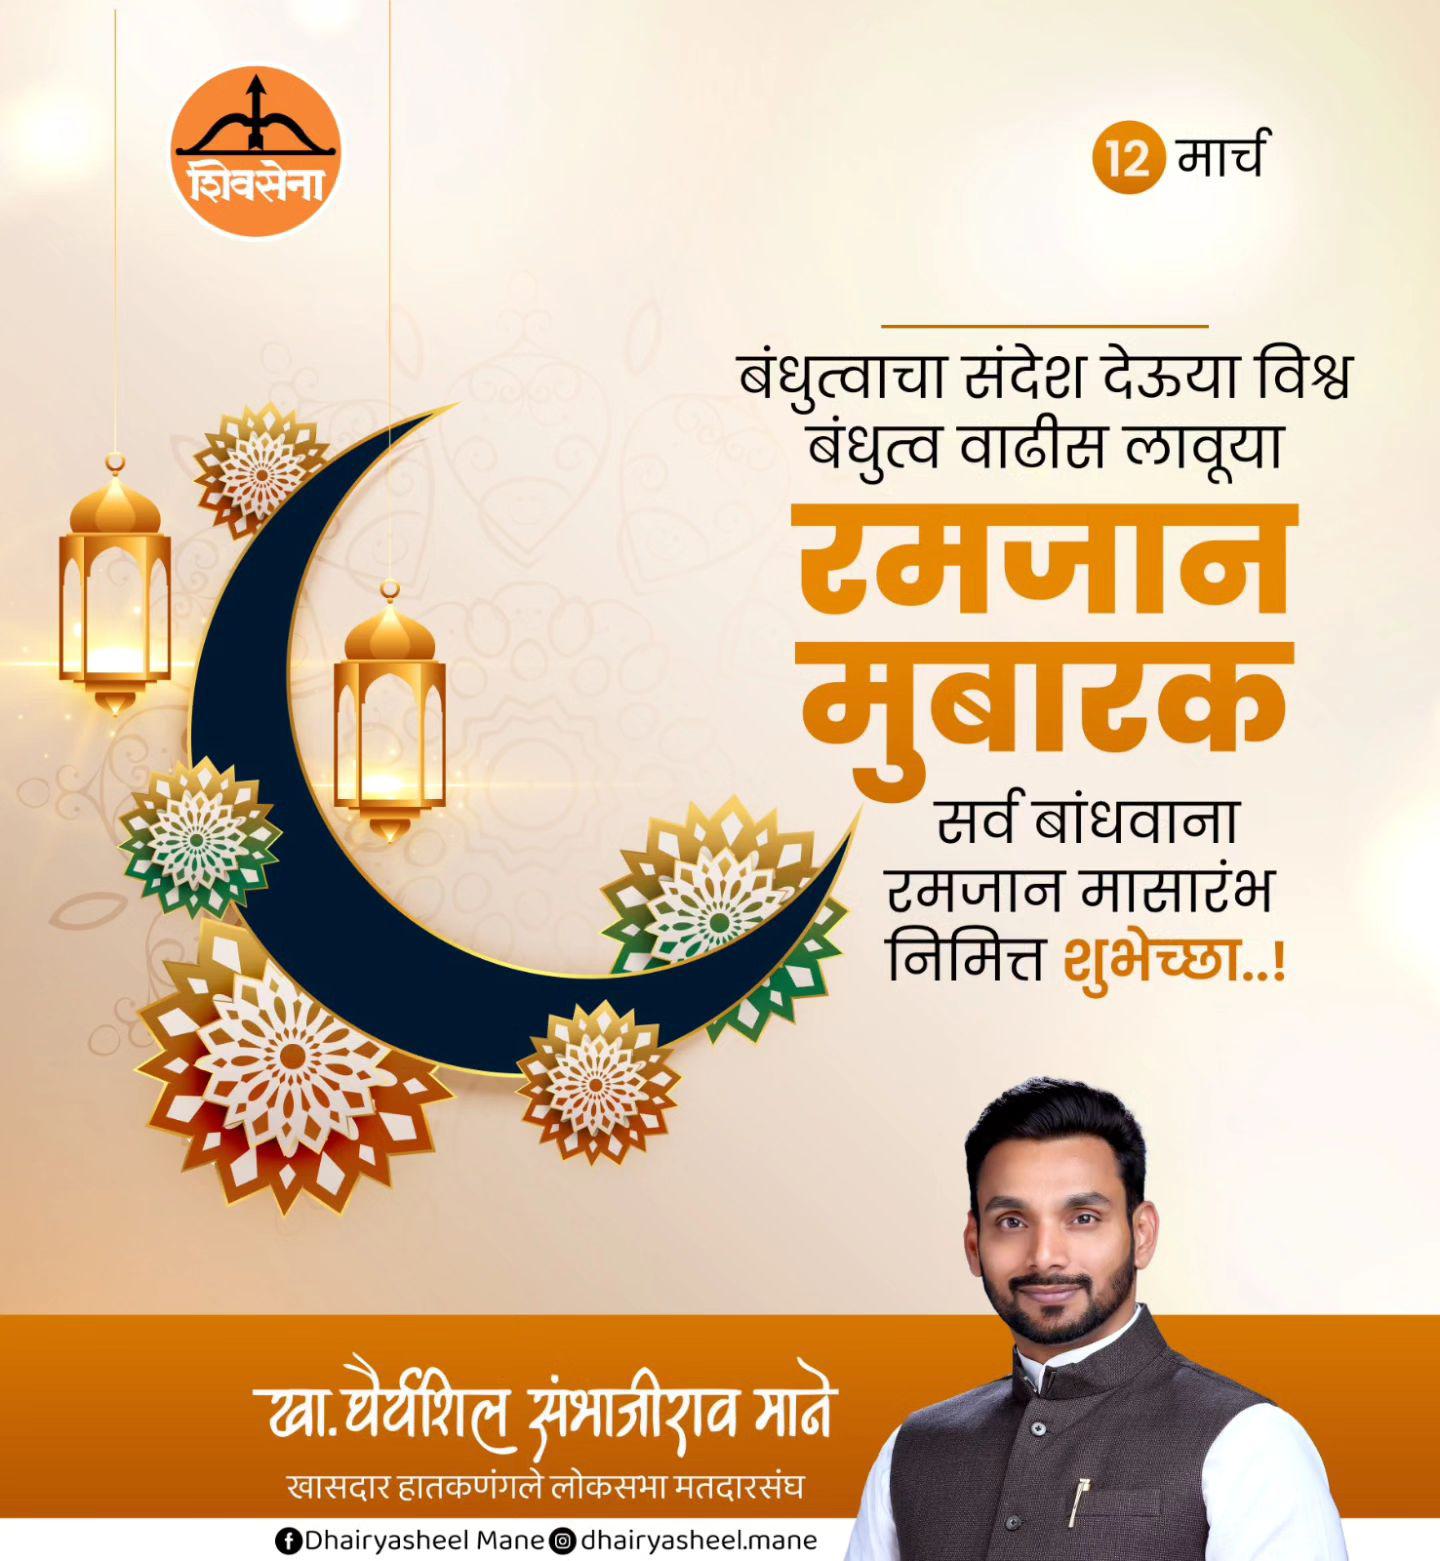 शिवसेना
12 मार्च
बंधुत्वाचा संदेश देऊया विश्व
बंधुत्व वाढीस लावूया
रमजान
मुबारक
सर्व बांधवाना
रमजान मासारंभ
निमित्त शुभेच्छा..!
खा.धैर्यशिल संभाजीराव माने
खासदार हातकणंगले लोकसभा मतदारसंघ
Dhairyasheel Mane dhairyasheel.mane